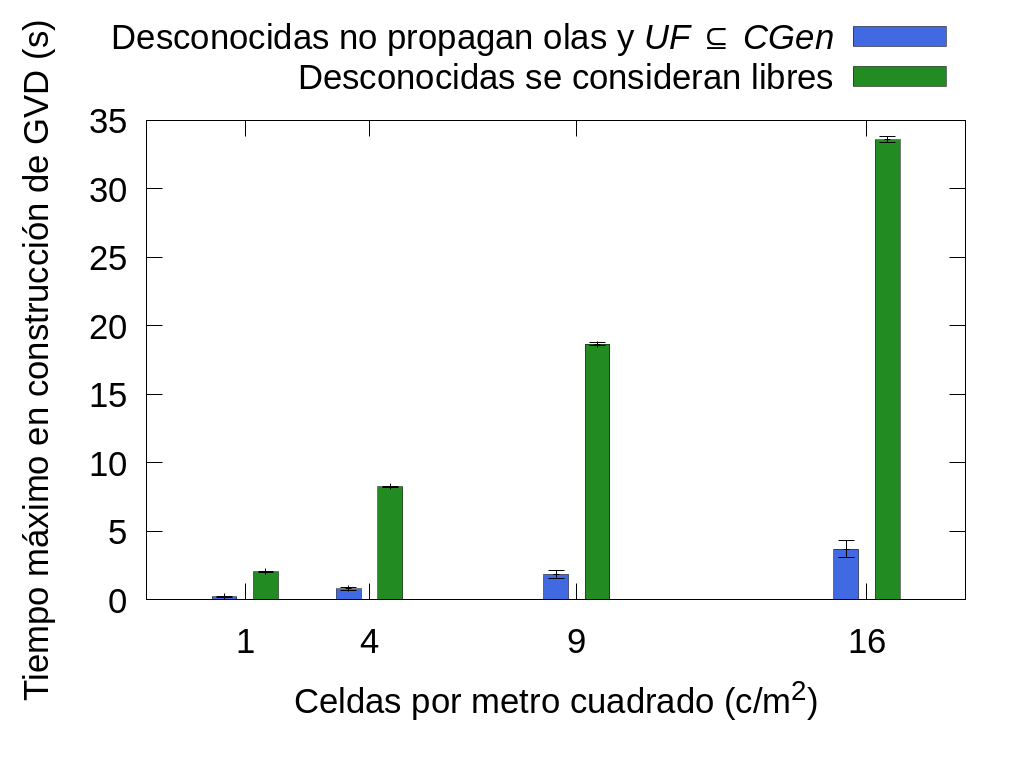 Desconocidas no propagan olas y UF ⊆ CGen
Desconocidas se consideran libres
Tiempo máximo en construcción de GVD (s)
35
30
25
20
15
10
5
0
1 4 9 16
Celdas por metro cuadrado (c/m²)